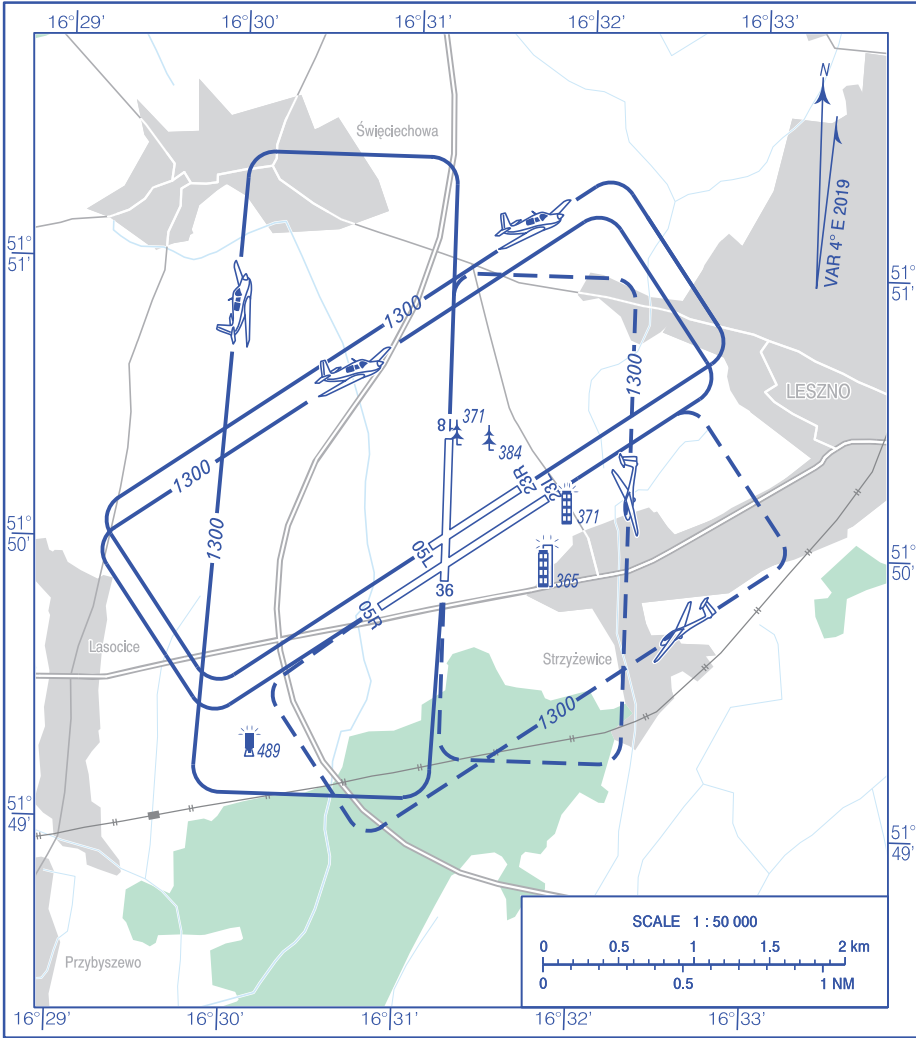 16°29' 16°30' 16°31' 16°32' 16°33'
N
VAR 4° E 2019
Święciechowa
51°
51'
51°
51'
1300
1300
LESZNO
18
371
384
1300
23R
23L
371
1300
51°
50'
51°
50'
05L
365
36
05R
Lasocice
Strzyżewice
1300
489
51°
49'
51°
49'
SCALE 1 : 50 000
0 0.5 1 1.5 2 km
0 0.5 1 NM
Przybyszewo
16°29' 16°30' 16°31' 16°32' 16°33'